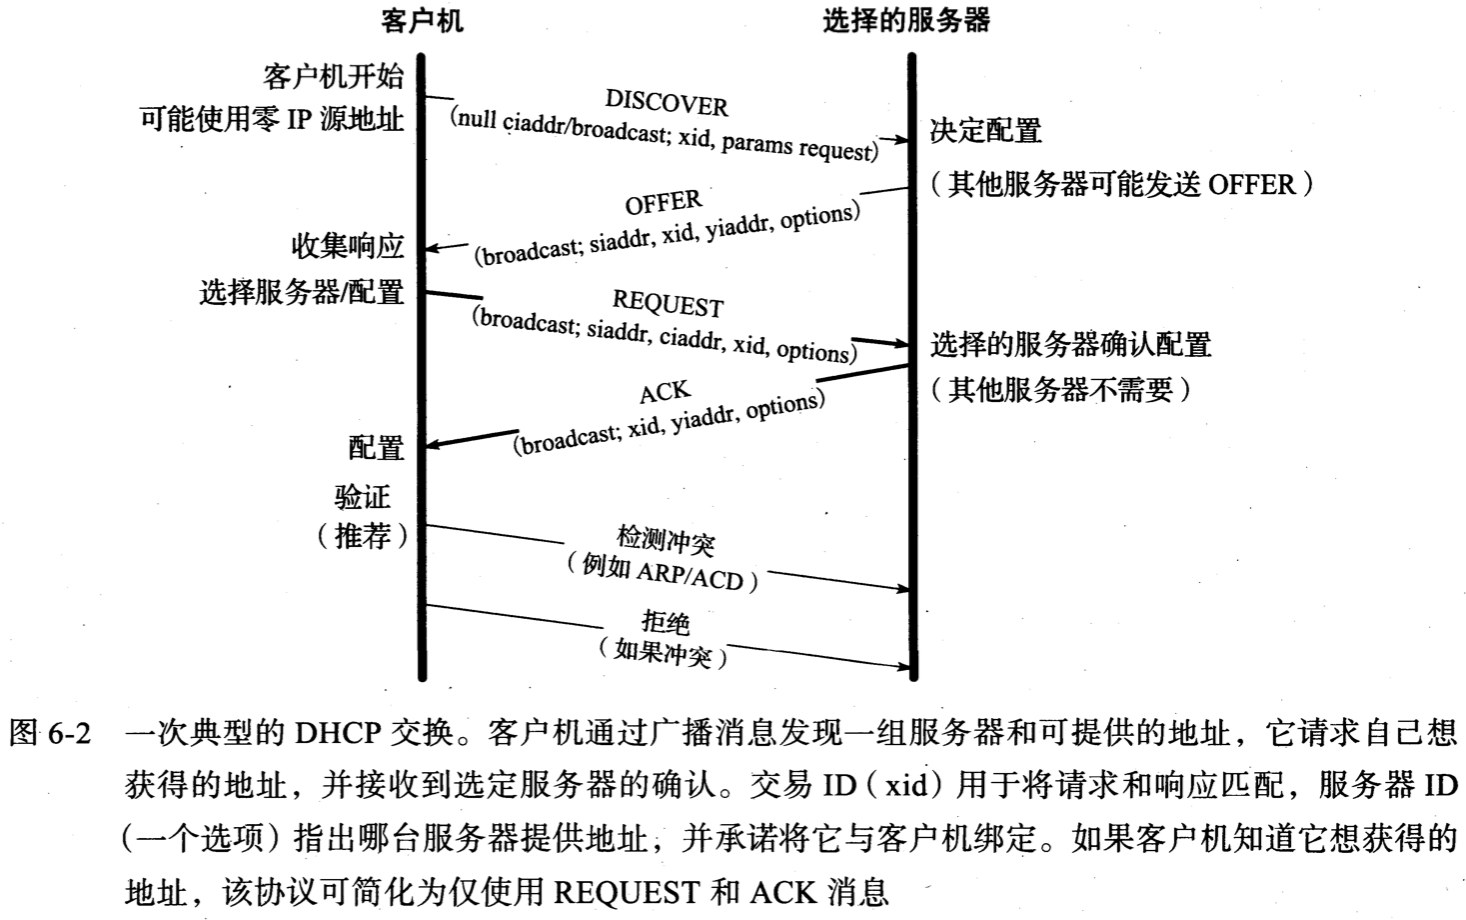 客户机
选择的服务器
客户机开始
可能使用零 IP 源地址
DISCOVER
(null ciaddr/broadcast; xid, params request)
决定配置
（其他服务器可能发送 OFFER）
OFFER
(broadcast; siaddr, xid, yiaddr, options)
收集响应
选择服务器/配置
REQUEST
(broadcast; siaddr, ciaddr, xid, options)
选择的服务器确认配置
（其他服务器不需要）
ACK
(broadcast; xid, yiaddr, options)
配置
验证
（推荐）
检测冲突
（例如 ARP/ACD）
拒绝
（如果冲突）
图 6-2 一次典型的 DHCP 交换。客户机通过广播消息发现一组服务器和可提供的地址，它请求自己想
获得的地址，并接收到选定服务器的确认。交易 ID（xid）用于将请求和响应匹配，服务器 ID
（一个选项）指出哪台服务器提供地址，并承诺将它与客户机绑定。如果客户机知道它想获得的
地址，该协议可简化为仅使用 REQUEST 和 ACK 消息